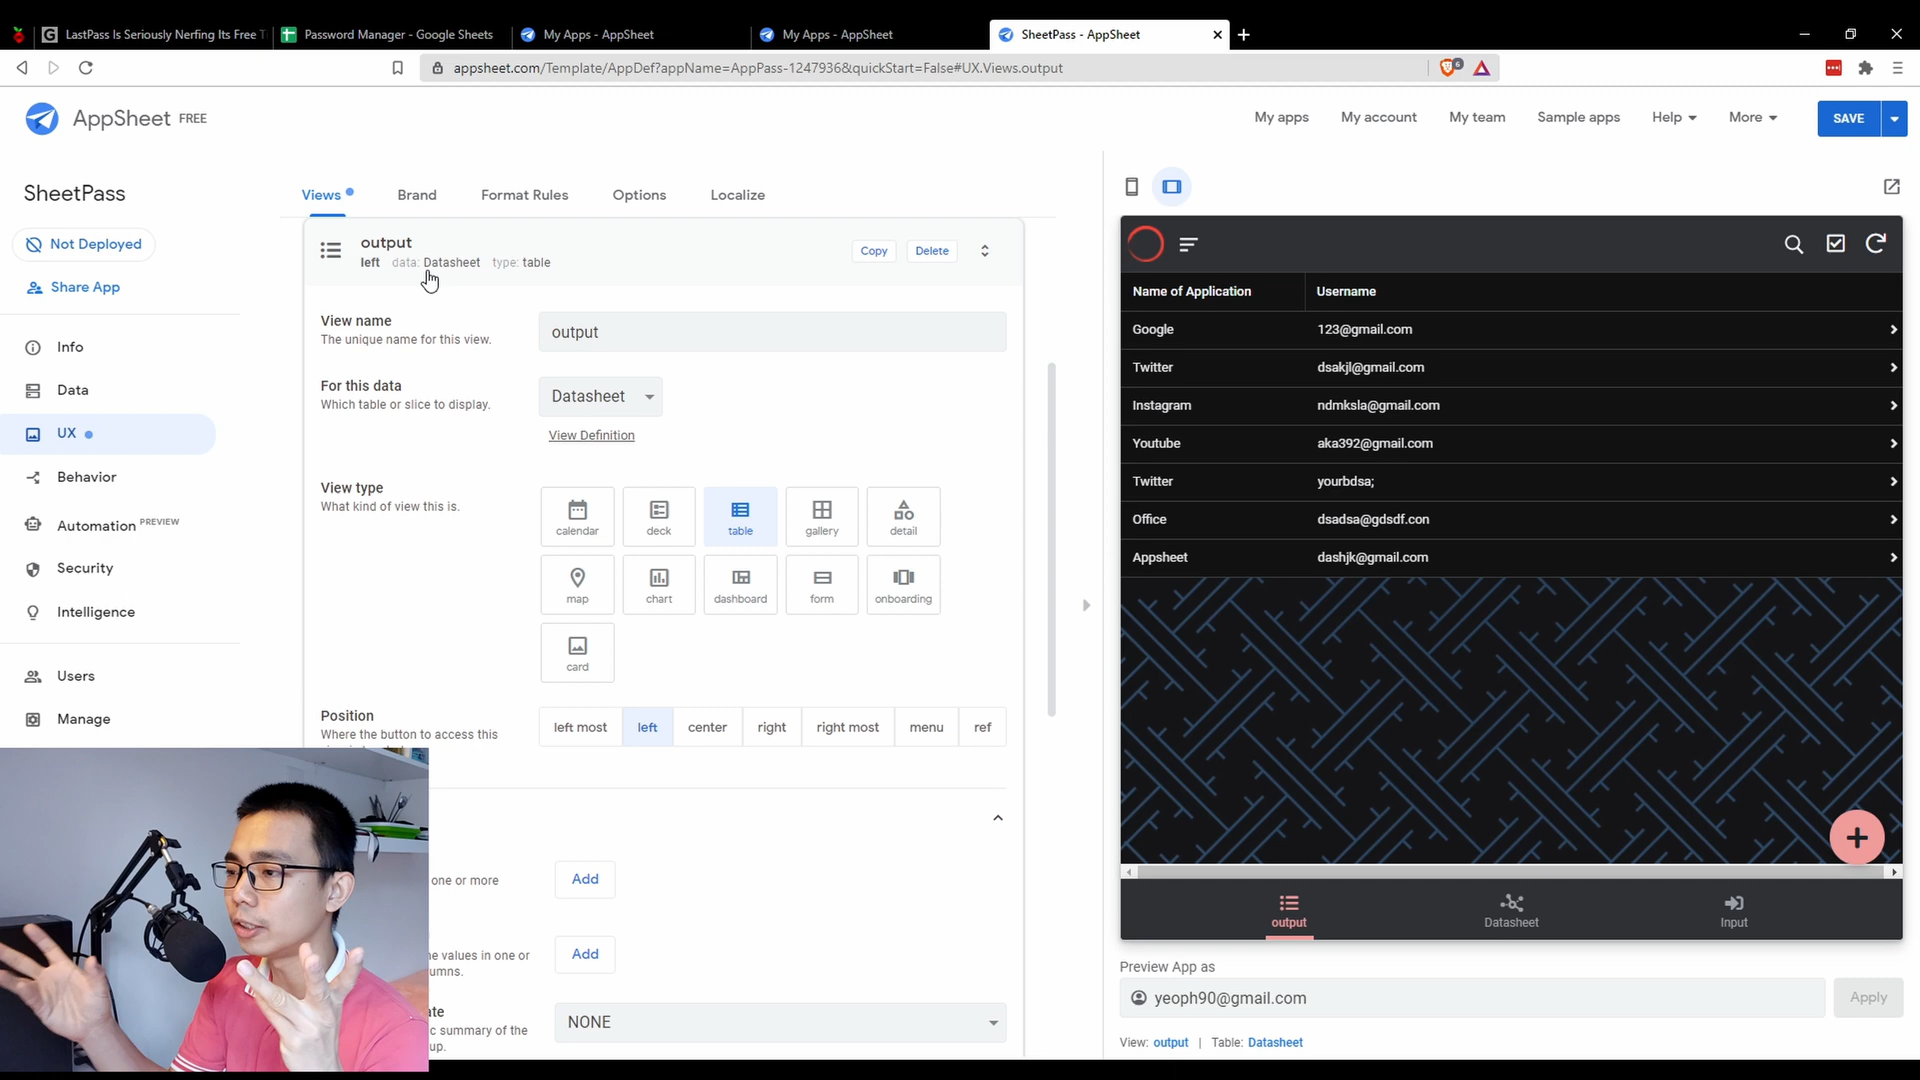 LastPass Is Seriously Nerfing Its Free T
Password Manager - Google Sheets
My Apps - AppSheet
My Apps - AppSheet
SheetPass - AppSheet
appsheet.com/Template/AppDef?appName=AppPass-1247936&quickStart=False#UX.Views.output
6
AppSheet FREE
My apps
My account
My team
Sample apps
Help
More
SAVE
SheetPass
Not Deployed
Share App
Info
Data
UX
Behavior
Automation PREVIEW
Security
Intelligence
Users
Manage
Views
Brand
Format Rules
Options
Localize
output
left data: Datasheet type: table
Copy
Delete
View name
The unique name for this view.
output
For this data
Which table or slice to display.
Datasheet
View Definition
View type
What kind of view this is.
calendar
deck
table
gallery
detail
map
chart
dashboard
form
onboarding
card
Position
Where the button to access this
left most
left
center
right
right most
menu
ref
one or more
Add
he values in one or
umns.
Add
ate
c summary of the
up.
NONE
Name of Application Username
Google 123@gmail.com
Twitter dsakjl@gmail.com
Instagram ndmksla@gmail.com
Youtube aka392@gmail.com
Twitter yourbdsa;
Office dsadsa@gdsdf.con
Appsheet dashjk@gmail.com
output
Datasheet
Input
Preview App as
yeoph90@gmail.com
Apply
View: output | Table: Datasheet